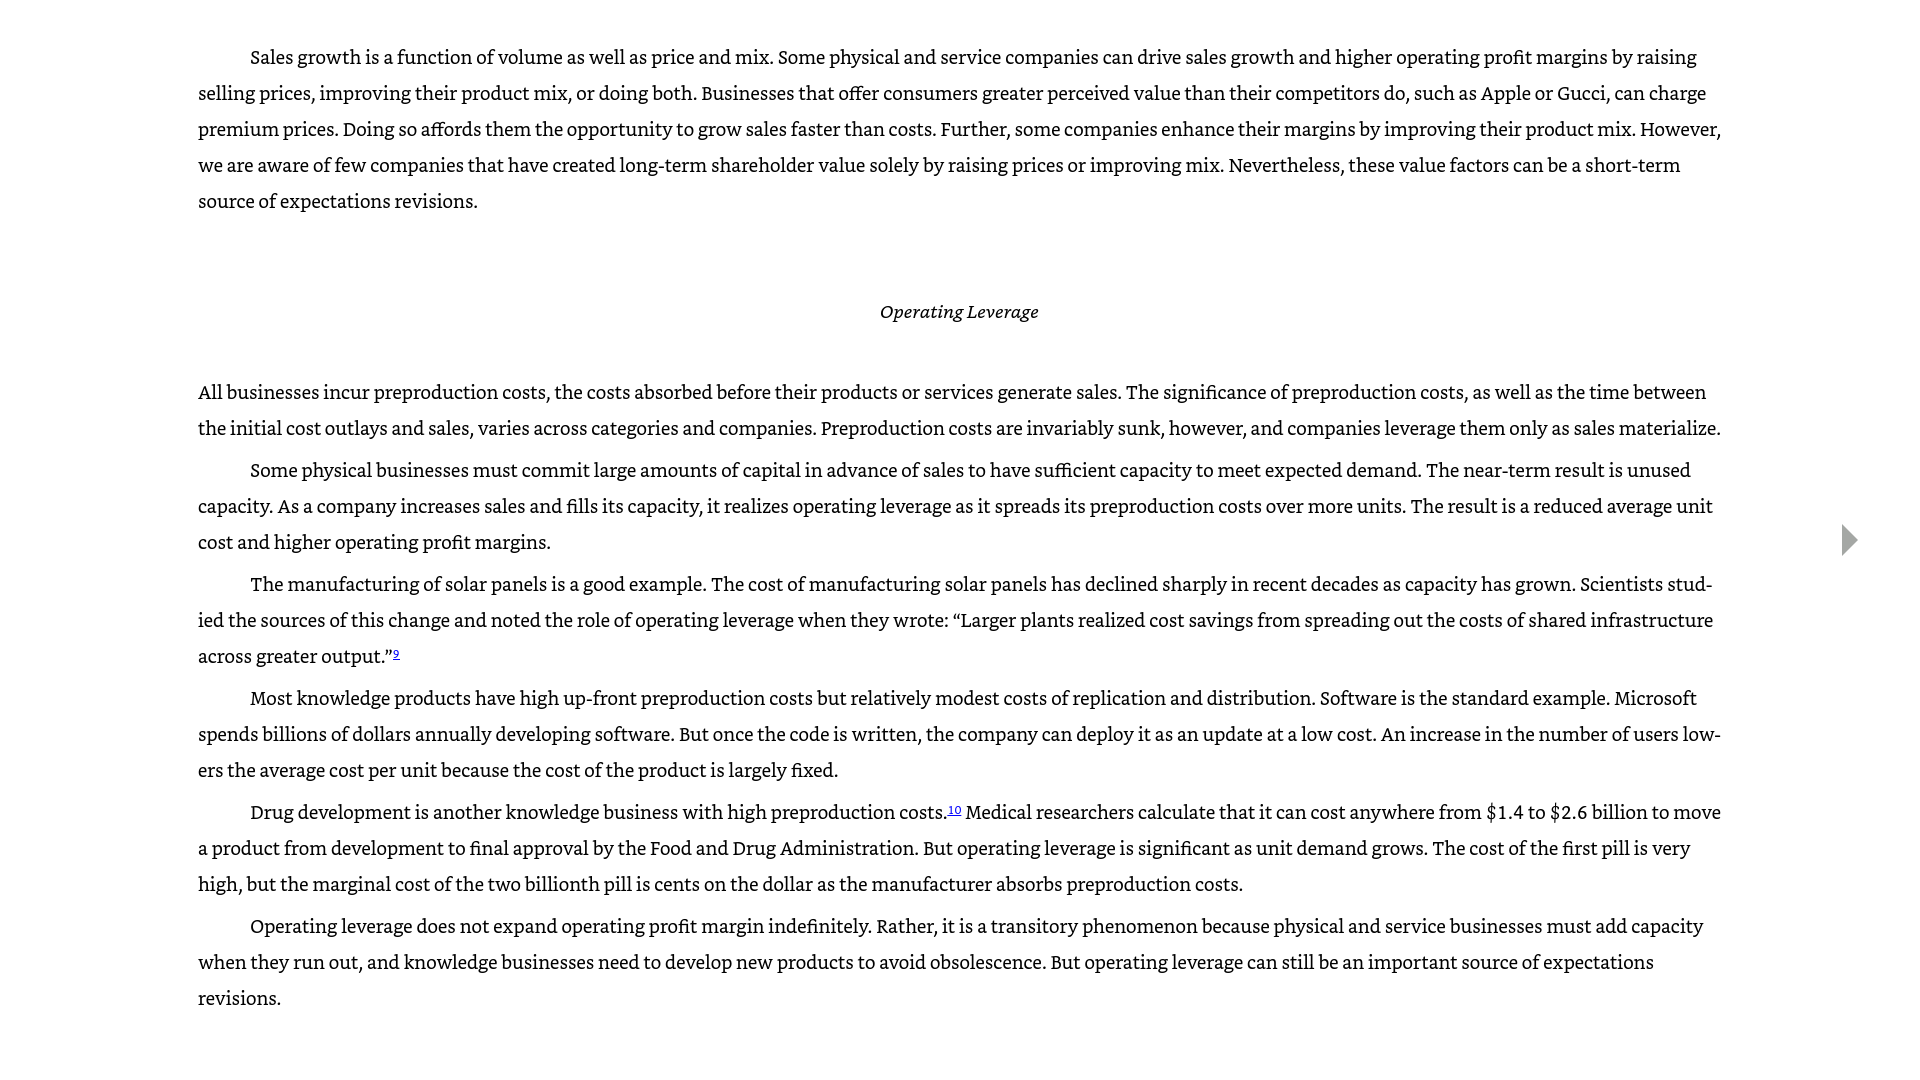 Sales growth is a function of volume as well as price and mix. Some physical and service companies can drive sales growth and higher operating profit margins by raising
selling prices, improving their product mix, or doing both. Businesses that offer consumers greater perceived value than their competitors do, such as Apple or Gucci, can charge
premium prices. Doing so affords them the opportunity to grow sales faster than costs. Further, some companies enhance their margins by improving their product mix. However,
we are aware of few companies that have created long-term shareholder value solely by raising prices or improving mix. Nevertheless, these value factors can be a short-term
source of expectations revisions.
Operating Leverage
All businesses incur preproduction costs, the costs absorbed before their products or services generate sales. The significance of preproduction costs, as well as the time between
the initial cost outlays and sales, varies across categories and companies. Preproduction costs are invariably sunk, however, and companies leverage them only as sales materialize.
Some physical businesses must commit large amounts of capital in advance of sales to have sufficient capacity to meet expected demand. The near-term result is unused
capacity. As a company increases sales and fills its capacity, it realizes operating leverage as it spreads its preproduction costs over more units. The result is a reduced average unit
cost and higher operating profit margins.
The manufacturing of solar panels is a good example. The cost of manufacturing solar panels has declined sharply in recent decades as capacity has grown. Scientists stud-
ied the sources of this change and noted the role of operating leverage when they wrote: “Larger plants realized cost savings from spreading out the costs of shared infrastructure
across greater output.”9
Most knowledge products have high up-front preproduction costs but relatively modest costs of replication and distribution. Software is the standard example. Microsoft
spends billions of dollars annually developing software. But once the code is written, the company can deploy it as an update at a low cost. An increase in the number of users low-
ers the average cost per unit because the cost of the product is largely fixed.
Drug development is another knowledge business with high preproduction costs.10 Medical researchers calculate that it can cost anywhere from $1.4 to $2.6 billion to move
a product from development to final approval by the Food and Drug Administration. But operating leverage is significant as unit demand grows. The cost of the first pill is very
high, but the marginal cost of the two billionth pill is cents on the dollar as the manufacturer absorbs preproduction costs.
Operating leverage does not expand operating profit margin indefinitely. Rather, it is a transitory phenomenon because physical and service businesses must add capacity
when they run out, and knowledge businesses need to develop new products to avoid obsolescence. But operating leverage can still be an important source of expectations
revisions.